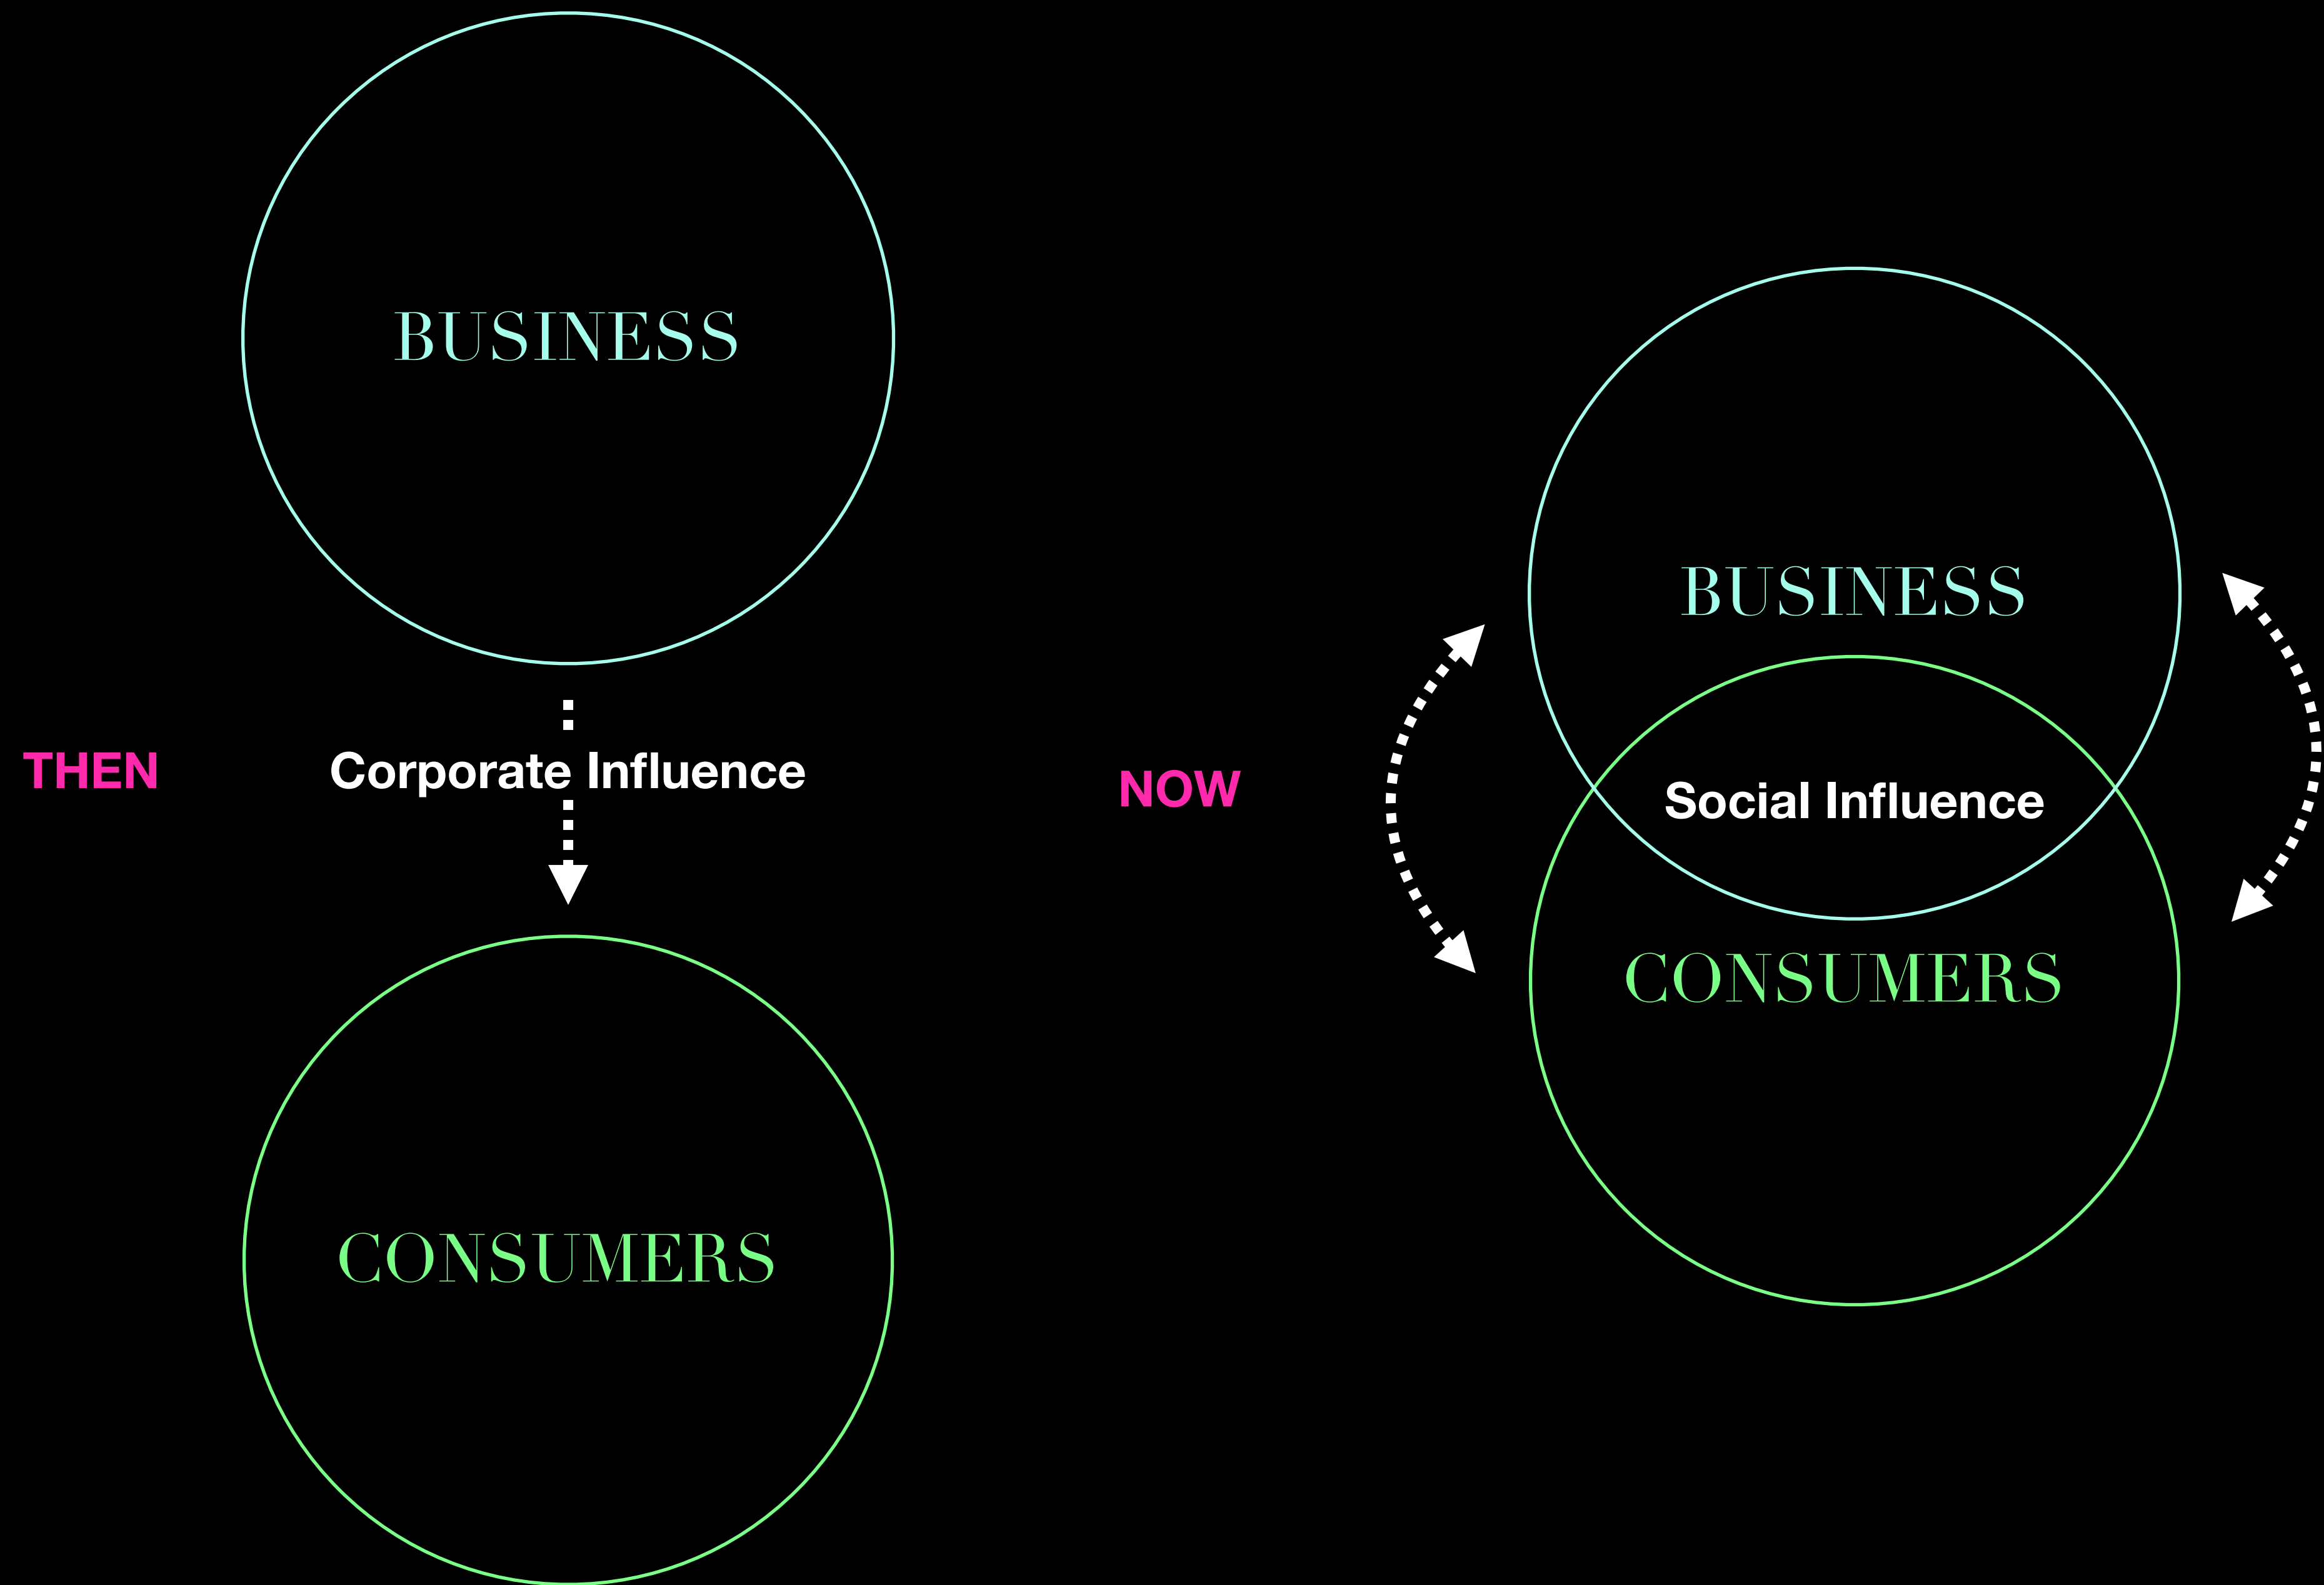 BUSINESS
THEN
Corporate Influence
CONSUMERS
NOW
BUSINESS
Social Influence
CONSUMERS